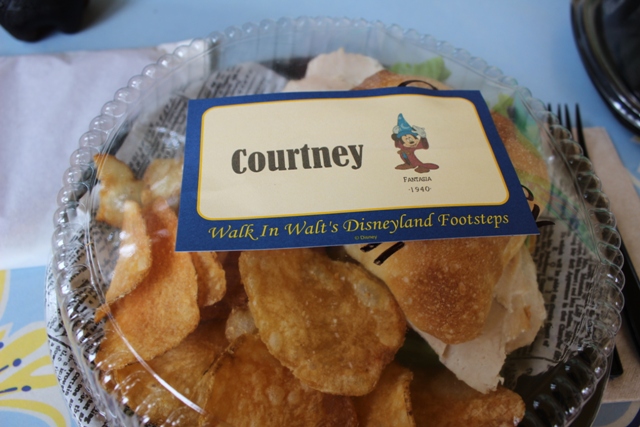 Courtney
FANTASIA
·1940·
Walk In Walt's Disneyland Footsteps
© Disney